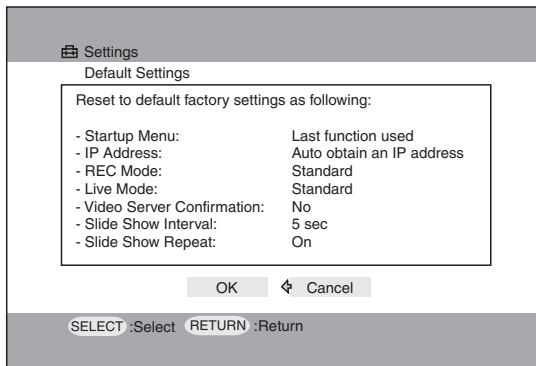 Settings
Default Settings
Reset to default factory settings as following:
- Startup Menu: Last function used
- IP Address: Auto obtain an IP address
- REC Mode: Standard
- Live Mode: Standard
- Video Server Confirmation: No
- Slide Show Interval: 5 sec
- Slide Show Repeat: On
OK Cancel
SELECT :Select RETURN :Return